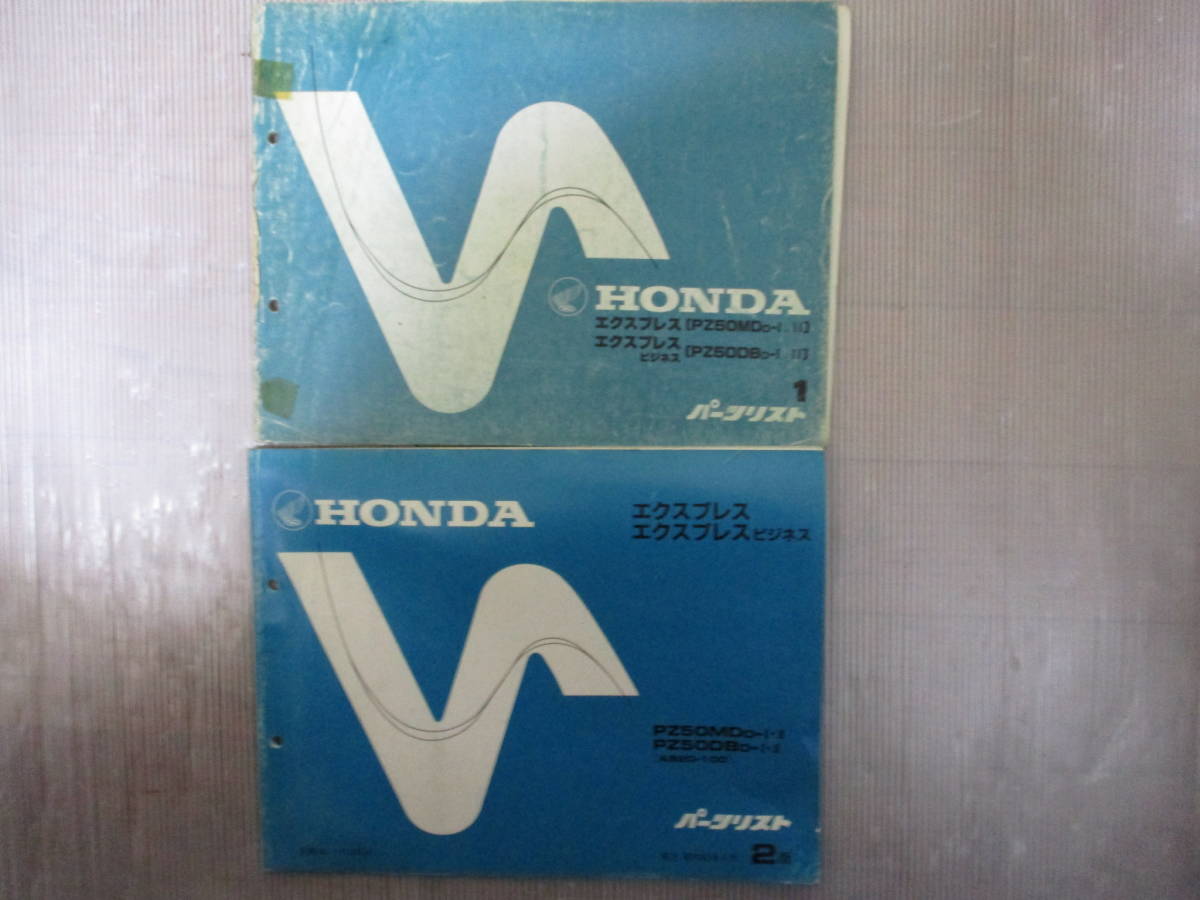 HONDA
エクスプレス〔PZ50MDD-I.II〕
エクスプレス
ビジネス 〔PZ50DBD-I.II〕
1
パーツリスト
HONDA
エクスプレス
エクスプレスビジネス
PZ50MDD-I・II
PZ50DBD-I・II
パーツリスト
2版